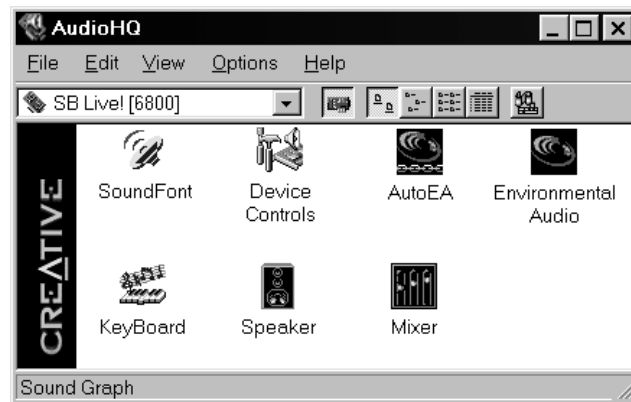 AudioHQ
File Edit View Options Help
SB Live! [6800]
CREATIVE
SoundFont
Device
Controls
AutoEA
Environmental
Audio
KeyBoard
Speaker
Mixer
Sound Graph